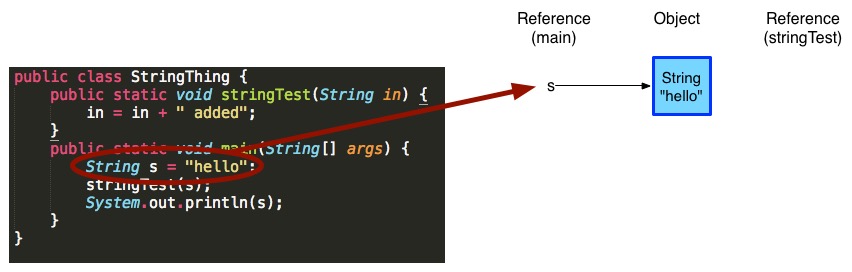 Reference
(main)
Object
Reference
(stringTest)
s
String
"hello"
public class StringThing {
public static void stringTest(String in) {
in = in + " added";
}
public static void main(String[] args) {
String s = "hello";
stringTest(s);
System.out.println(s);
}
}